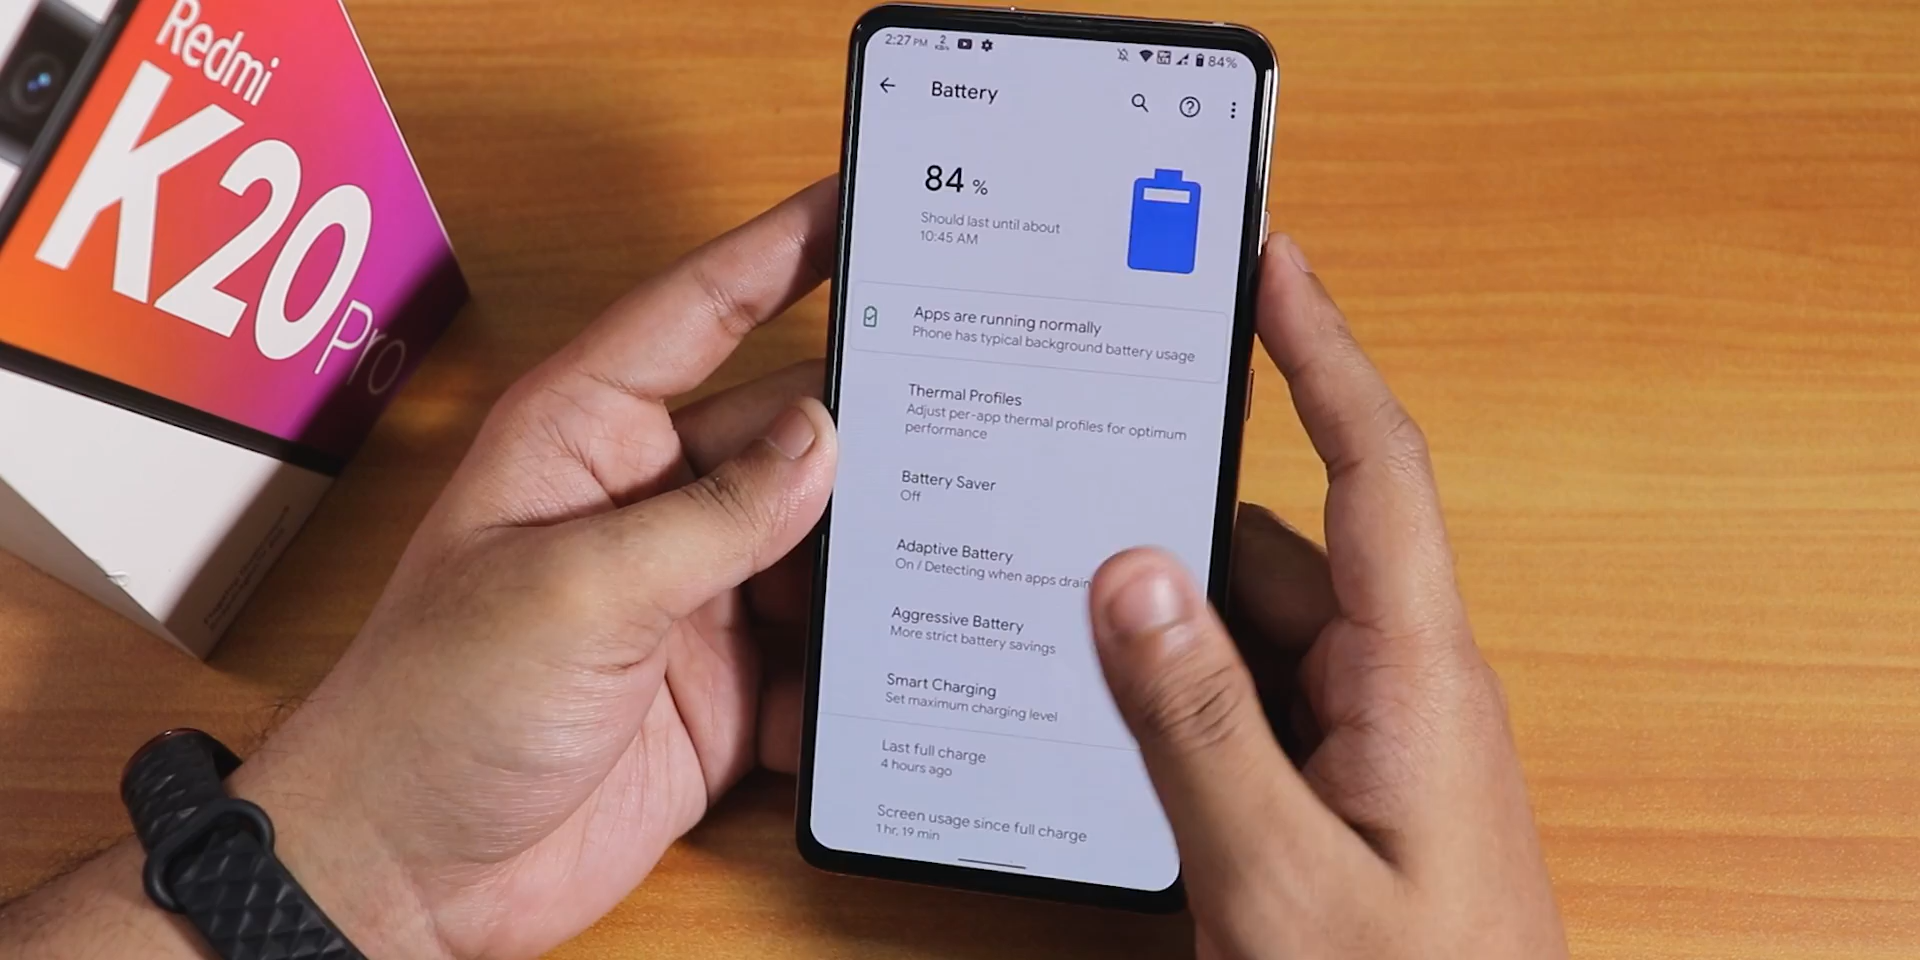 Redmi
K20
Pro
2:27 PM 2 84%
Battery
84 %
Should last until about
10:45 AM
Apps are running normally
Phone has typical background battery usage
Thermal Profiles
Adjust per-app thermal profiles for optimum
performance
Battery Saver
Off
Adaptive Battery
On / Detecting when apps drain
Aggressive Battery
More strict battery savings
Smart Charging
Set maximum charging level
Last full charge
4 hours ago
Screen usage since full charge
1 hr, 19 min